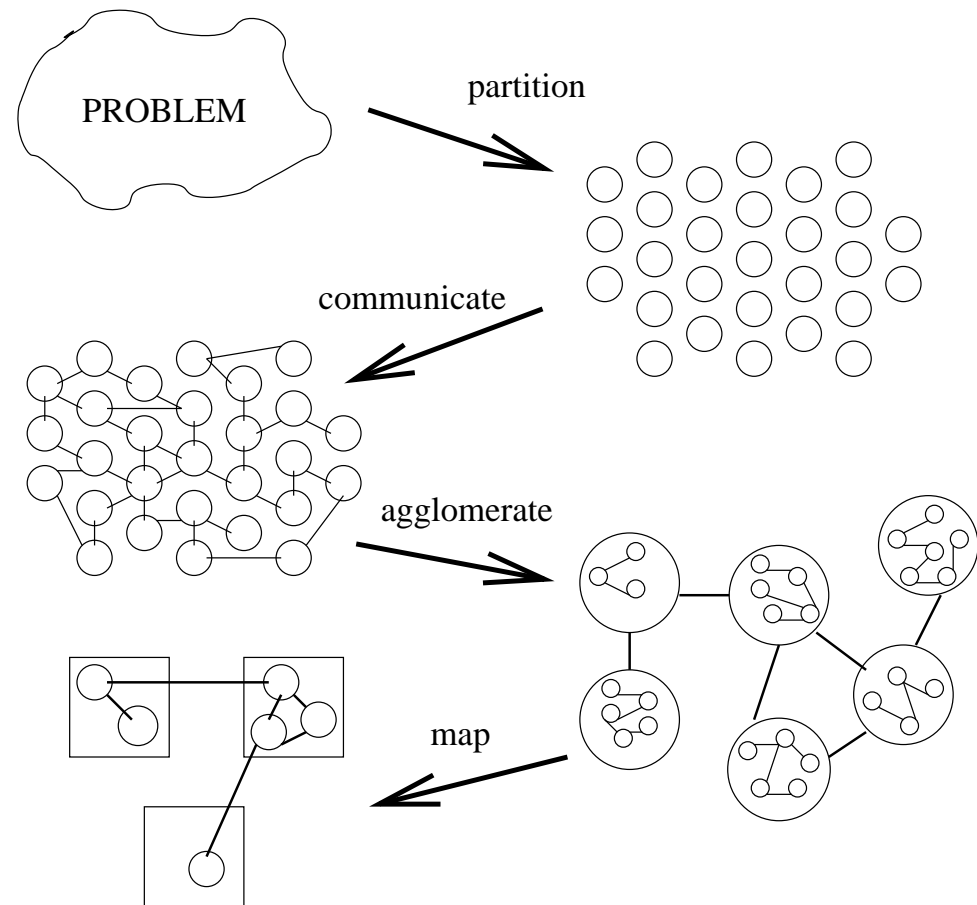 PROBLEM
partition
communicate
agglomerate
map